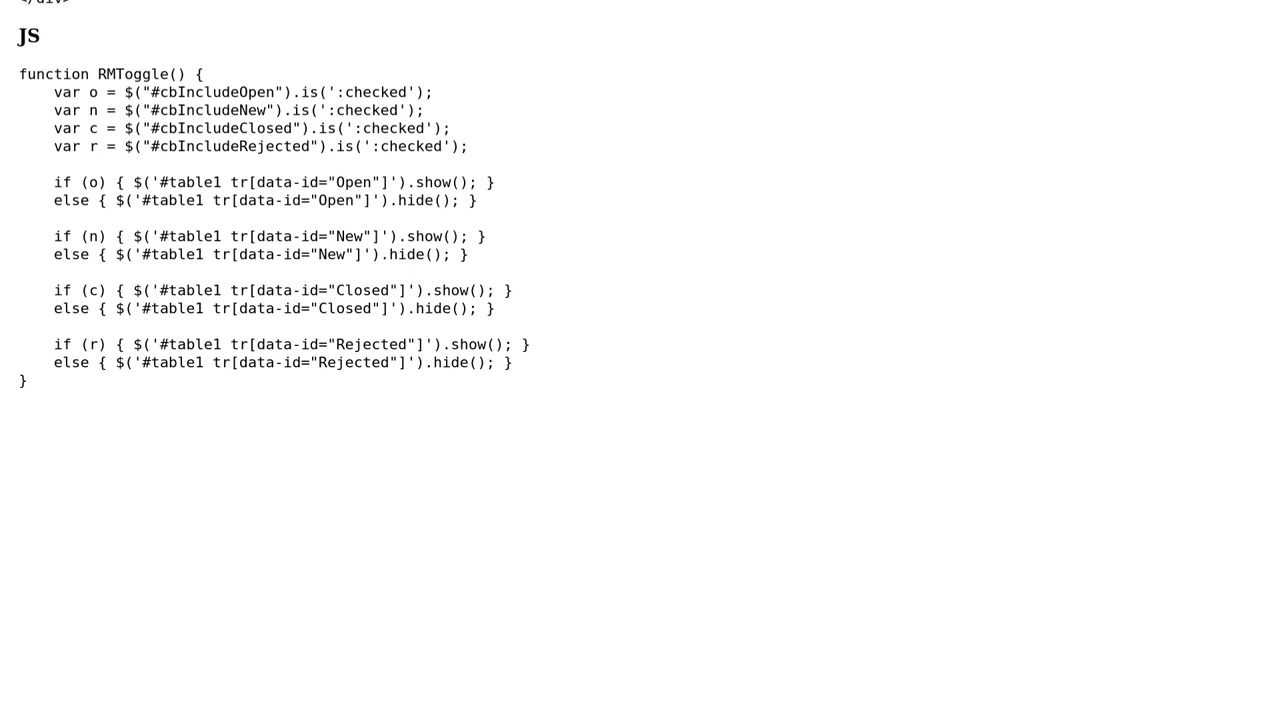 </div>
JS
function RMToggle() {
    var o = $("#cbIncludeOpen").is(':checked');
    var n = $("#cbIncludeNew").is(':checked');
    var c = $("#cbIncludeClosed").is(':checked');
    var r = $("#cbIncludeRejected").is(':checked');

    if (o) { $('#table1 tr[data-id="Open"]').show(); }
    else { $('#table1 tr[data-id="Open"]').hide(); }

    if (n) { $('#table1 tr[data-id="New"]').show(); }
    else { $('#table1 tr[data-id="New"]').hide(); }

    if (c) { $('#table1 tr[data-id="Closed"]').show(); }
    else { $('#table1 tr[data-id="Closed"]').hide(); }

    if (r) { $('#table1 tr[data-id="Rejected"]').show(); }
    else { $('#table1 tr[data-id="Rejected"]').hide(); }
}